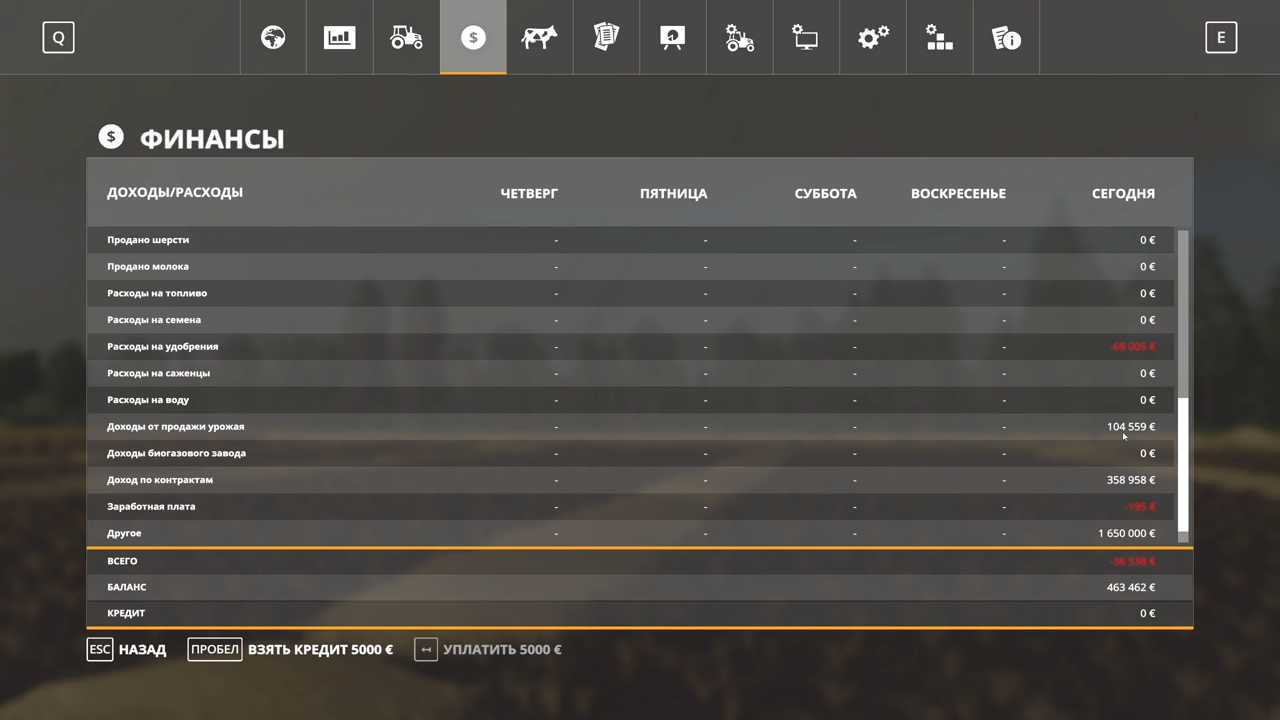 Q
E
ФИНАНСЫ
ДОХОДЫ/РАСХОДЫ ЧЕТВЕРГ ПЯТНИЦА СУББОТА ВОСКРЕСЕНЬЕ СЕГОДНЯ
Продано шерсти - - - - 0 €
Продано молока - - - - 0 €
Расходы на топливо - - - - 0 €
Расходы на семена - - - - 0 €
Расходы на удобрения - - - - -69 005 €
Расходы на саженцы - - - - 0 €
Расходы на воду - - - - 0 €
Доходы от продажи урожая - - - - 104 559 €
Доходы биогазового завода - - - - 0 €
Доход по контрактам - - - - 358 958 €
Заработная плата - - - - -195 €
Другое - - - - 1 650 000 €
ВСЕГО -36 538 €
БАЛАНС 463 462 €
КРЕДИТ 0 €
ESC НАЗАД ПРОБЕЛ ВЗЯТЬ КРЕДИТ 5000 € УПЛАТИТЬ 5000 €